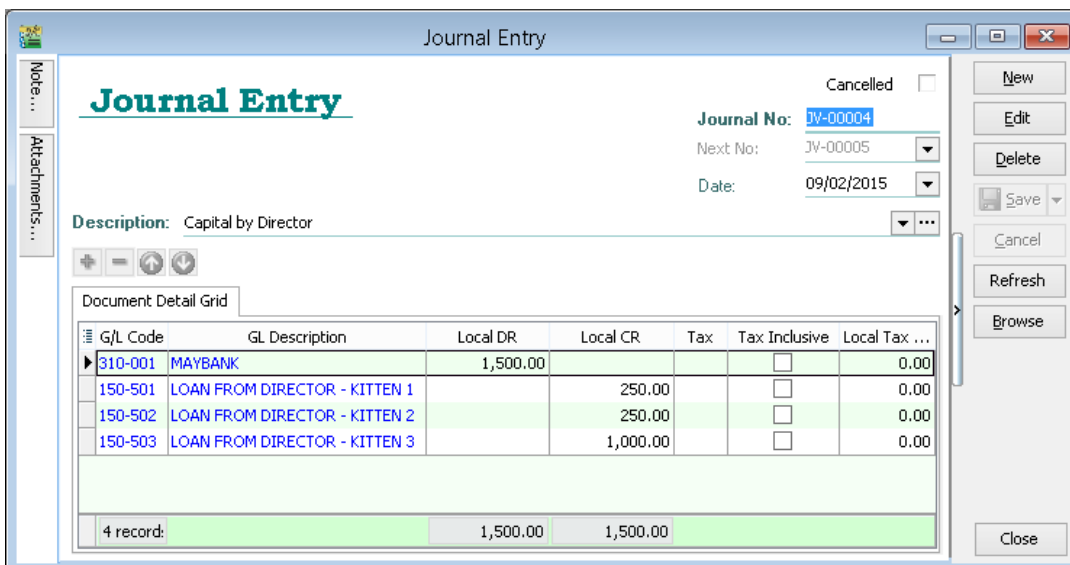 Journal Entry
Note...
Attachments...
Journal Entry
Cancelled
Journal No: JV-00004
Next No: JV-00005
Date: 09/02/2015
Description: Capital by Director
Document Detail Grid
G/L Code GL Description Local DR Local CR Tax Tax Inclusive Local Tax ...
310-001 MAYBANK 1,500.00 0.00
150-501 LOAN FROM DIRECTOR - KITTEN 1 250.00 0.00
150-502 LOAN FROM DIRECTOR - KITTEN 2 250.00 0.00
150-503 LOAN FROM DIRECTOR - KITTEN 3 1,000.00 0.00
4 record: 1,500.00 1,500.00
New
Edit
Delete
Save
Cancel
Refresh
Browse
Close